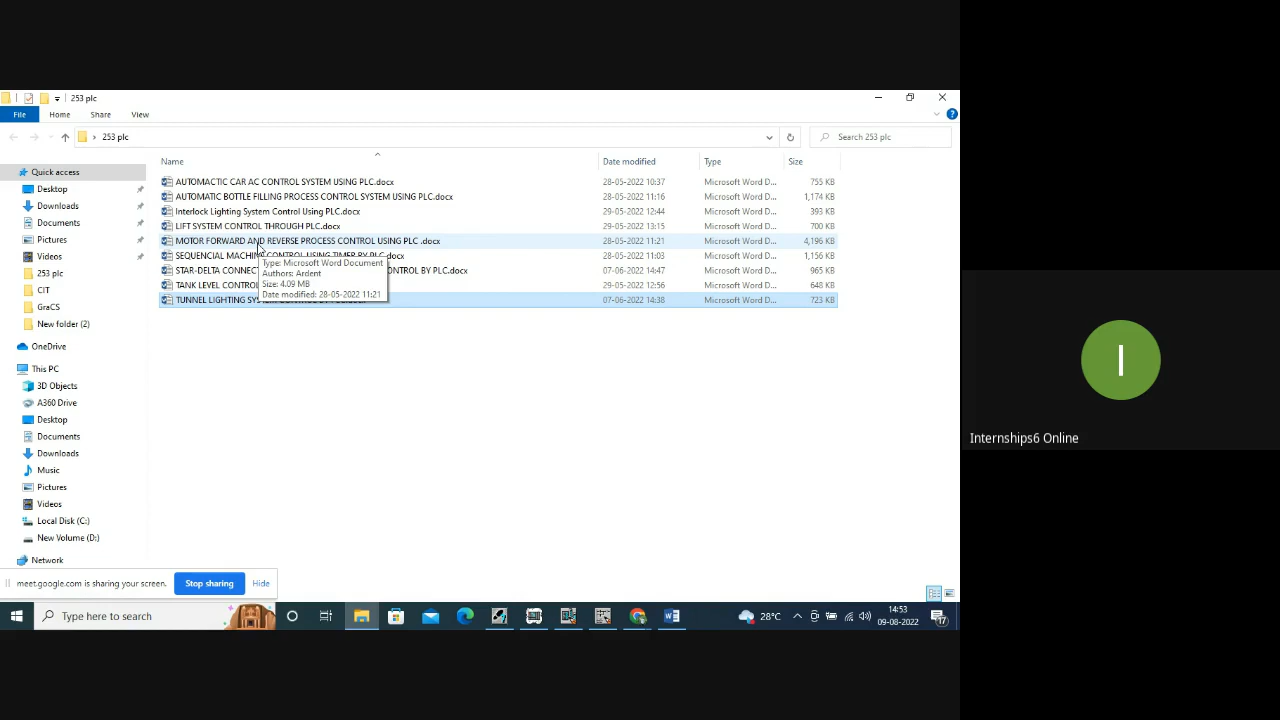 253 plc
File Home Share View
253 plc
Search 253 plc
Name Date modified Type Size
Quick access
Desktop
Downloads
Documents
Pictures
Videos
253 plc
CIT
GraCS
New folder (2)
OneDrive
This PC
3D Objects
A360 Drive
Desktop
Documents
Downloads
Music
Pictures
Videos
Local Disk (C:)
New Volume (D:)
Network
AUTOMACTIC CAR AC CONTROL SYSTEM USING PLC.docx 28-05-2022 10:37 Microsoft Word D... 755 KB
AUTOMATIC BOTTLE FILLING PROCESS CONTROL SYSTEM USING PLC.docx 28-05-2022 11:16 Microsoft Word D... 1,174 KB
Interlock Lighting System Control Using PLC.docx 29-05-2022 12:44 Microsoft Word D... 393 KB
LIFT SYSTEM CONTROL THROUGH PLC.docx 29-05-2022 13:15 Microsoft Word D... 700 KB
MOTOR FORWARD AND REVERSE PROCESS CONTROL USING PLC .docx 28-05-2022 11:21 Microsoft Word D... 4,196 KB
SEQUENCIAL MACHINE CONTROL USING TIMER BY PLC.docx 28-05-2022 11:03 Microsoft Word D... 1,156 KB
STAR-DELTA CONNECT CONTROL BY PLC.docx 07-06-2022 14:47 Microsoft Word D... 965 KB
TANK LEVEL CONTROL 29-05-2022 12:56 Microsoft Word D... 648 KB
TUNNEL LIGHTING 07-06-2022 14:38 Microsoft Word D... 723 KB
Type: Microsoft Word Document
Authors: Ardent
Size: 4.09 MB
Date modified: 28-05-2022 11:21
meet.google.com is sharing your screen. Stop sharing Hide
Type here to search
28°C
14:53
09-08-2022
17
I
Internships6 Online